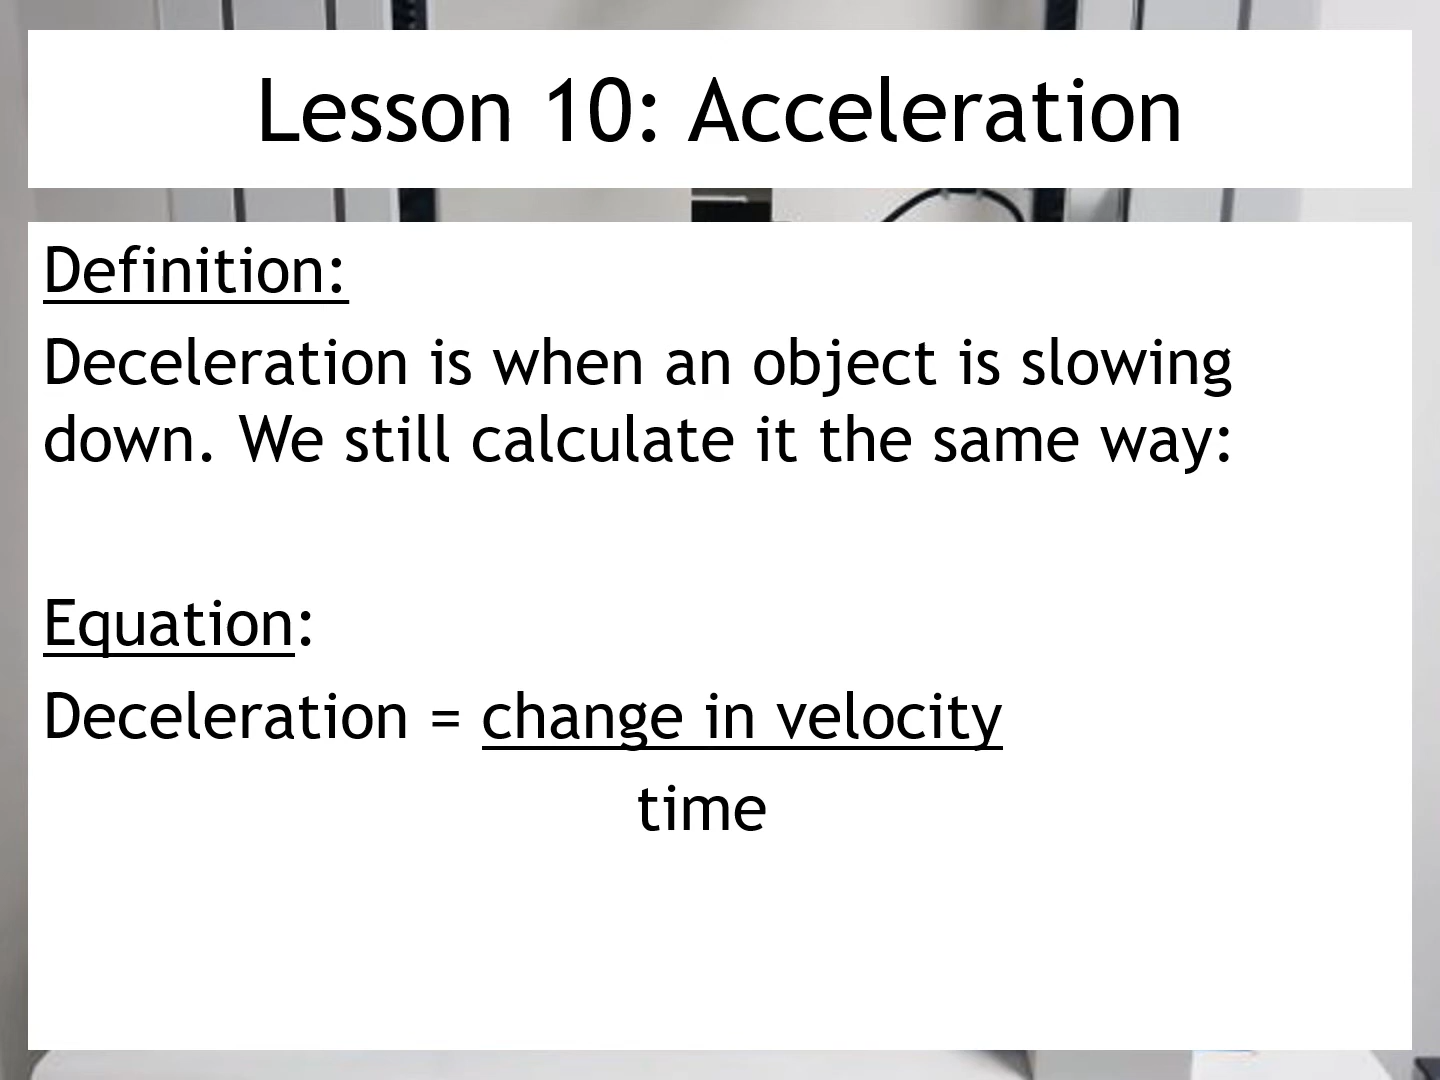 Lesson 10: Acceleration
Definition:
Deceleration is when an object is slowing
down. We still calculate it the same way:
Equation:
Deceleration = change in velocity
time